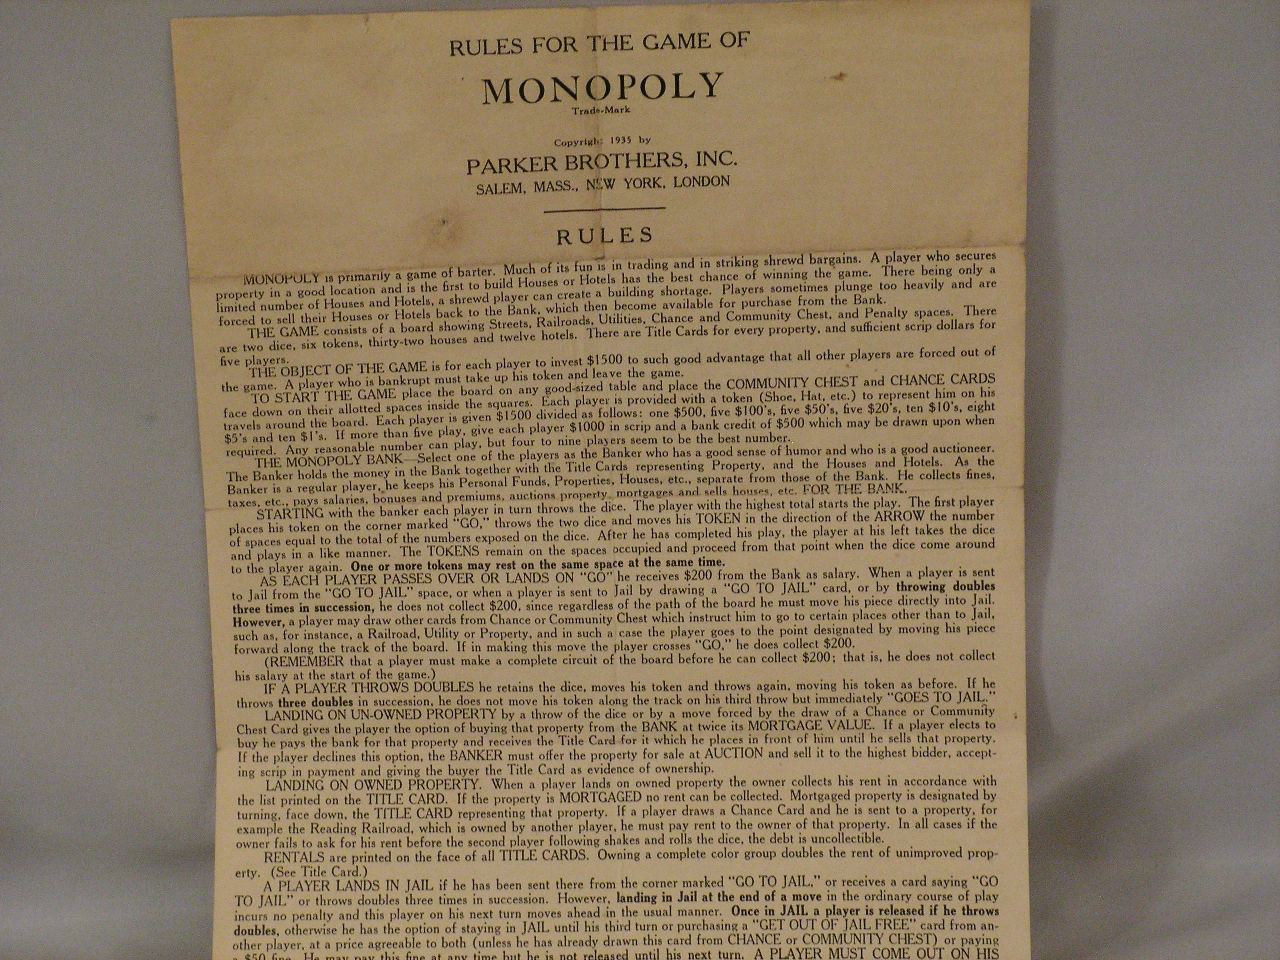 RULES FOR THE GAME OF
MONOPOLY
Trade-Mark
Copyright 1935 by
PARKER BROTHERS, INC.
SALEM, MASS., NEW YORK, LONDON
RULES
MONOPOLY is primarily a game of barter. Much of its fun is in trading and in striking shrewd bargains. A player who secures
property in a good location and is the first to build Houses or Hotels has the best chance of winning the game. There being only a
limited number of Houses and Hotels, a shrewd player can create a building shortage. Players sometimes plunge too heavily and are
forced to sell their Houses or Hotels back to the Bank, which then become available for purchase from the Bank.
THE GAME consists of a board showing Streets, Railroads, Utilities, Chance and Community Chest, and Penalty spaces. There
are two dice, six tokens, thirty-two houses and twelve hotels. There are Title Cards for every property, and sufficient scrip dollars for
five players.
THE OBJECT OF THE GAME is for each player to invest $1500 to such good advantage that all other players are forced out of
the game. A player who is bankrupt must take up his token and leave the game.
TO START THE GAME place the board on any good-sized table and place the COMMUNITY CHEST and CHANCE CARDS
face down on their allotted spaces inside the squares. Each player is provided with a token (Shoe, Hat, etc.) to represent him on his
travels around the board. Each player is given $1500 divided as follows: one $500, five $100's, five $50's, five $20's, ten $10's, eight
$5's and ten $1's. If more than five play, give each player $1000 in scrip and a bank credit of $500 which may be drawn upon when
required. Any reasonable number can play, but four to nine players seem to be the best number.
THE MONOPOLY BANK—Select one of the players as the Banker who has a good sense of humor and who is a good auctioneer.
The Banker holds the money in the Bank together with the Title Cards representing Property, and the Houses and Hotels. As the
Banker is a regular player, he keeps his Personal Funds, Properties, Houses, etc., separate from those of the Bank. He collects fines,
taxes, etc., pays salaries, bonuses and premiums, auctions property, mortgages and sells houses, etc. FOR THE BANK.
STARTING with the banker each player in turn throws the dice. The player with the highest total starts the play. The first player
places his token on the corner marked "GO," throws the two dice and moves his TOKEN in the direction of the ARROW the number
of spaces equal to the total of the numbers exposed on the dice. After he has completed his play, the player at his left takes the dice
and plays in a like manner. The TOKENS remain on the spaces occupied and proceed from that point when the dice come around
to the player again. One or more tokens may rest on the same space at the same time.
AS EACH PLAYER PASSES OVER OR LANDS ON "GO" he receives $200 from the Bank as salary. When a player is sent
to Jail from the "GO TO JAIL" space, or when a player is sent to Jail by drawing a "GO TO JAIL" card, or by throwing doubles
three times in succession, he does not collect $200, since regardless of the path of the board he must move his piece directly into Jail.
However, a player may draw other cards from Chance or Community Chest which instruct him to go to certain places other than to Jail,
such as, for instance, a Railroad, Utility or Property, and in such a case the player goes to the point designated by moving his piece
forward along the track of the board. If in making this move the player crosses "GO," he does collect $200.
(REMEMBER that a player must make a complete circuit of the board before he can collect $200; that is, he does not collect
his salary at the start of the game.)
IF A PLAYER THROWS DOUBLES he retains the dice, moves his token and throws again, moving his token as before. If he
throws three doubles in succession, he does not move his token along the track on his third throw but immediately "GOES TO JAIL."
LANDING ON UN-OWNED PROPERTY by a throw of the dice or by a move forced by the draw of a Chance or Community
Chest Card gives the player the option of buying that property from the BANK at twice its MORTGAGE VALUE. If a player elects to
buy he pays the bank for that property and receives the Title Card for it which he places in front of him until he sells that property.
If the player declines this option, the BANKER must offer the property for sale at AUCTION and sell it to the highest bidder, accept-
ing scrip in payment and giving the buyer the Title Card as evidence of ownership.
LANDING ON OWNED PROPERTY. When a player lands on owned property the owner collects his rent in accordance with
the list printed on the TITLE CARD. If the property is MORTGAGED no rent can be collected. Mortgaged property is designated by
turning, face down, the TITLE CARD representing that property. If a player draws a Chance Card and he is sent to a property, for
example the Reading Railroad, which is owned by another player, he must pay rent to the owner of that property. In all cases if the
owner fails to ask for his rent before the second player following shakes and rolls the dice, the debt is uncollectible.
RENTALS are printed on the face of all TITLE CARDS. Owning a complete color group doubles the rent of unimproved prop-
erty. (See Title Card.)
A PLAYER LANDS IN JAIL if he has been sent there from the corner marked "GO TO JAIL," or receives a card saying "GO
TO JAIL" or throws doubles three times in succession. However, landing in Jail at the end of a move in the ordinary course of play
incurs no penalty and this player on his next turn moves ahead in the usual manner. Once in JAIL a player is released if he throws
doubles, otherwise he has the option of staying in JAIL until his third turn or purchasing a "GET OUT OF JAIL FREE" card from an-
other player, at a price agreeable to both (unless he has already drawn this card from CHANCE or COMMUNITY CHEST) or paying
a $50 fine. He may pay this fine at any time but he is not released until his next turn. A PLAYER MUST COME OUT ON HIS